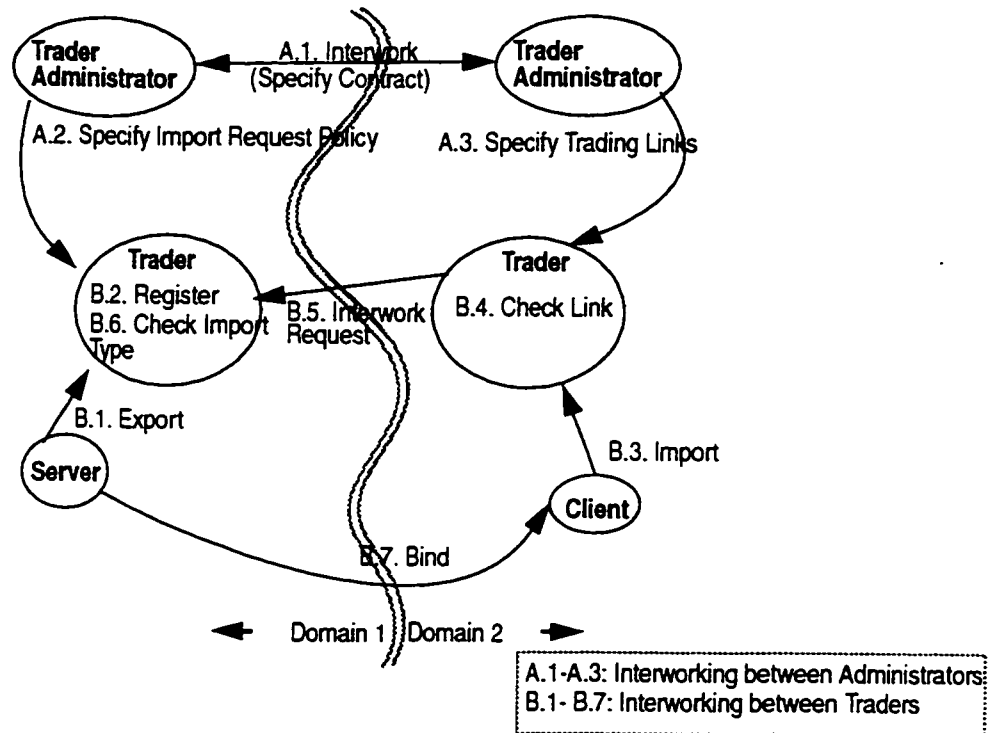 Trader
Administrator
A.1. Interwork
(Specify Contract)
Trader
Administrator
A.2. Specify Import Request Policy
A.3. Specify Trading Links
Trader
B.2. Register
B.6. Check Import
Type
B.5. Interwork
Request
Trader
B.4. Check Link
B.1. Export
Server
B.3. Import
Client
B.7. Bind
Domain 1
Domain 2
A.1-A.3: Interworking between Administrators
B.1- B.7: Interworking between Traders